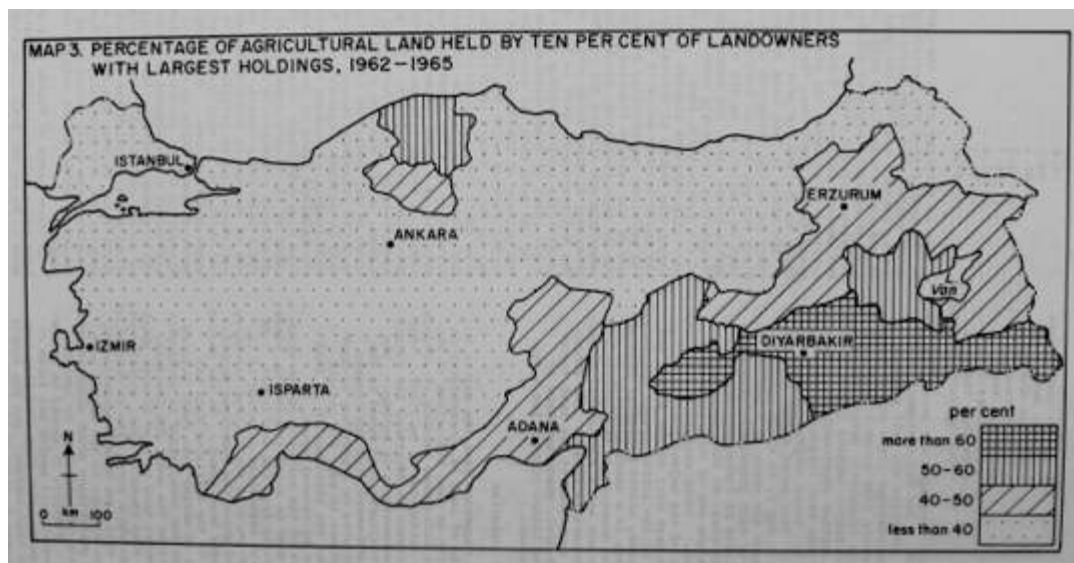 MAP 3. PERCENTAGE OF AGRICULTURAL LAND HELD BY TEN PER CENT OF LANDOWNERS
WITH LARGEST HOLDINGS, 1962–1965
ISTANBUL
ANKARA
ERZURUM
Van
IZMIR
DIYARBAKIR
ISPARTA
ADANA
N
0 km 100
per cent
more than 60
50–60
40–50
less than 40